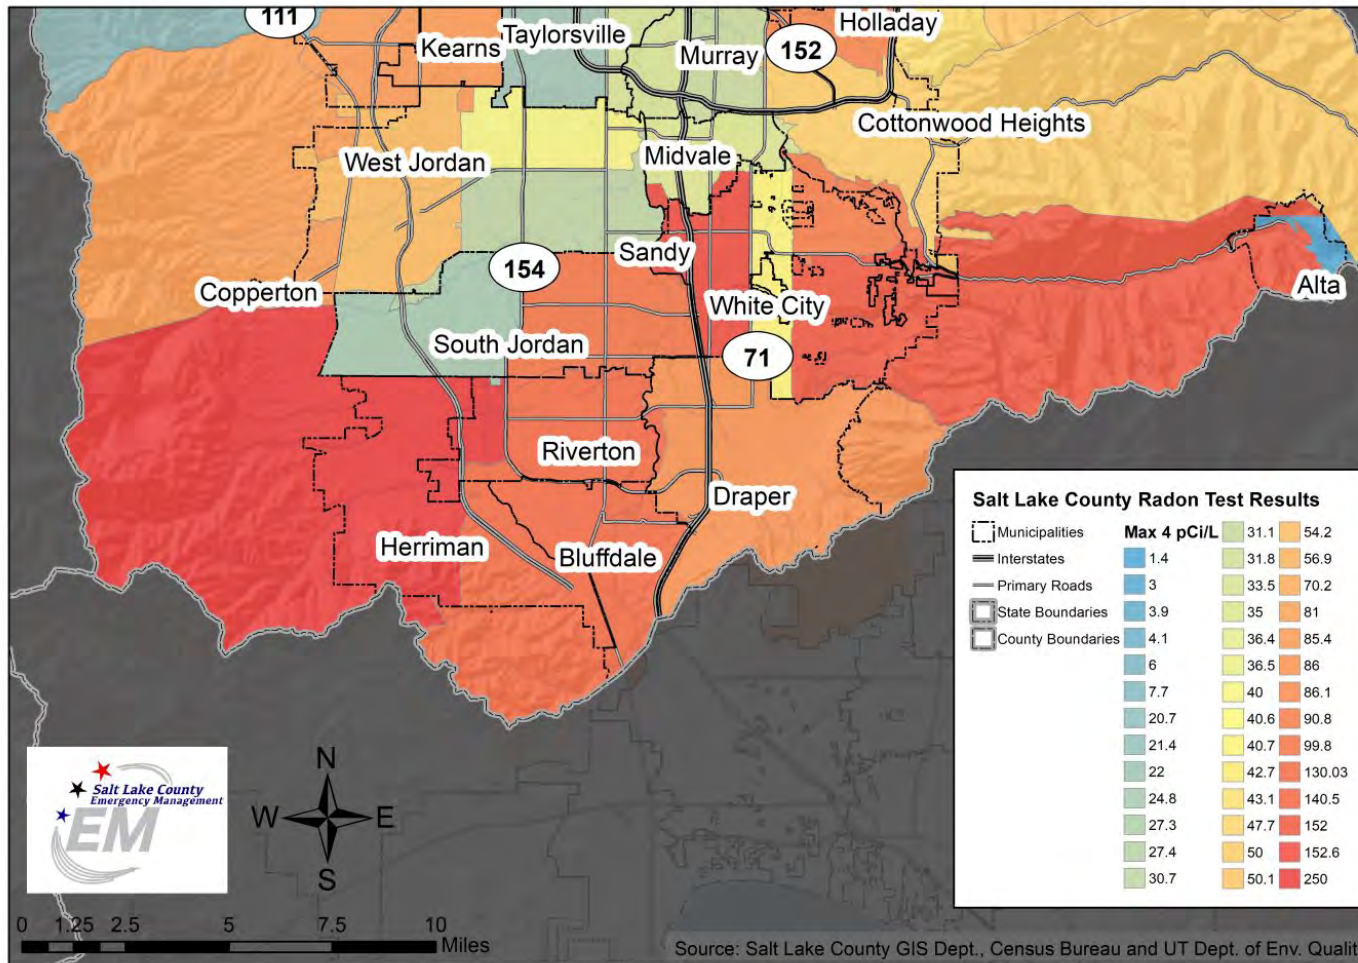 111
Kearns
Taylorsville
Murray
152
Holladay
Cottonwood Heights
West Jordan
Midvale
Sandy
154
Copperton
White City
Alta
South Jordan
71
Riverton
Draper
Herriman
Bluffdale
Salt Lake County Radon Test Results
Municipalities
Interstates
Primary Roads
State Boundaries
County Boundaries
Max 4 pCi/L
1.4
3
3.9
4.1
6
7.7
20.7
21.4
22
24.8
27.3
27.4
30.7
31.1
31.8
33.5
35
36.4
36.5
40
40.6
40.7
42.7
43.1
47.7
50
50.1
54.2
56.9
70.2
81
85.4
86
86.1
90.8
99.8
130.03
140.5
152
152.6
250
Salt Lake County
Emergency Management
EM
N
W E
S
0 1.25 2.5 5 7.5 10
Miles
Source: Salt Lake County GIS Dept., Census Bureau and UT Dept. of Env. Qualit